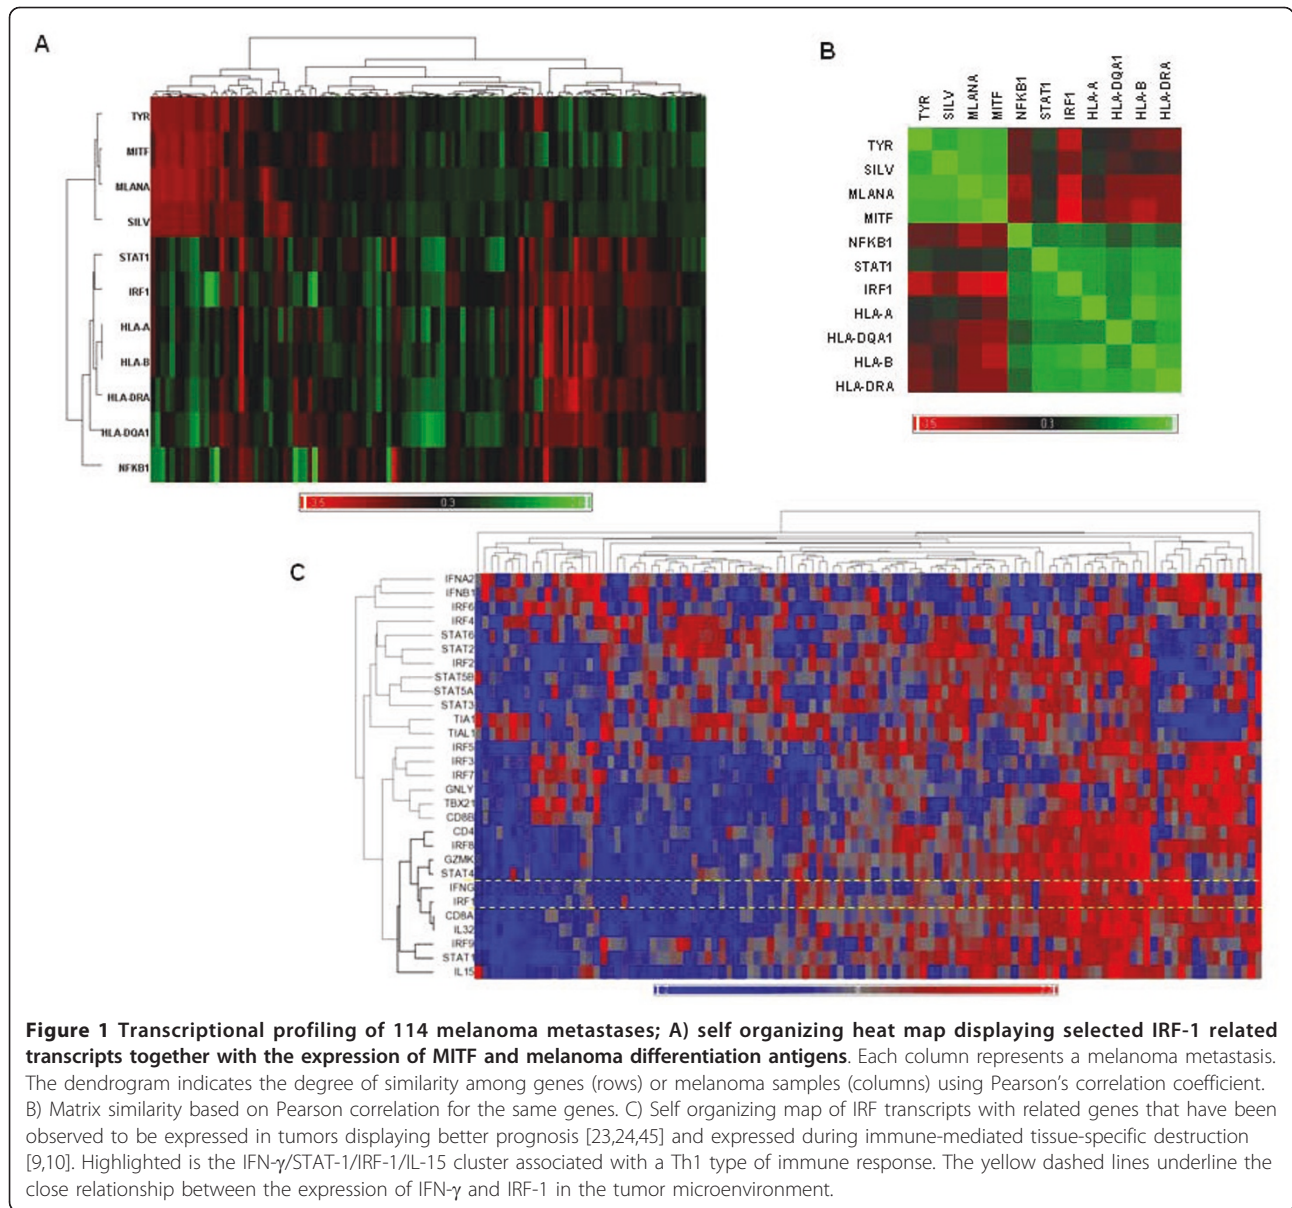 A
TYR
MITF
MLANA
SILV
STAT1
IRF1
HLA-A
HLA-B
HLA-DRA
HLA-DQA1
NFKB1
0.3
B
TYR
SILV
MLANA
MITF
NFKB1
STAT1
IRF1
HLA-A
HLA-DQA1
HLA-B
HLA-DRA
TYR
SILV
MLANA
MITF
NFKB1
STAT1
IRF1
HLA-A
HLA-DQA1
HLA-B
HLA-DRA
0.3
C
IFNA2
IFNB1
IRF6
IRF4
STAT6
STAT2
IRF2
STAT5B
STAT5A
STAT3
TIA1
TIAL1
IRF5
IRF3
IRF7
GNLY
TBX21
CD8B
CD4
IRF8
GZMK
STAT4
IFNG
IRF1
CD8A
IL32
IRF9
STAT1
IL15
Figure 1 Transcriptional profiling of 114 melanoma metastases; A) self organizing heat map displaying selected IRF-1 related
transcripts together with the expression of MITF and melanoma differentiation antigens. Each column represents a melanoma metastasis.
The dendrogram indicates the degree of similarity among genes (rows) or melanoma samples (columns) using Pearson's correlation coefficient.
B) Matrix similarity based on Pearson correlation for the same genes. C) Self organizing map of IRF transcripts with related genes that have been
observed to be expressed in tumors displaying better prognosis [23,24,45] and expressed during immune-mediated tissue-specific destruction
[9,10]. Highlighted is the IFN-γ/STAT-1/IRF-1/IL-15 cluster associated with a Th1 type of immune response. The yellow dashed lines underline the
close relationship between the expression of IFN-γ and IRF-1 in the tumor microenvironment.